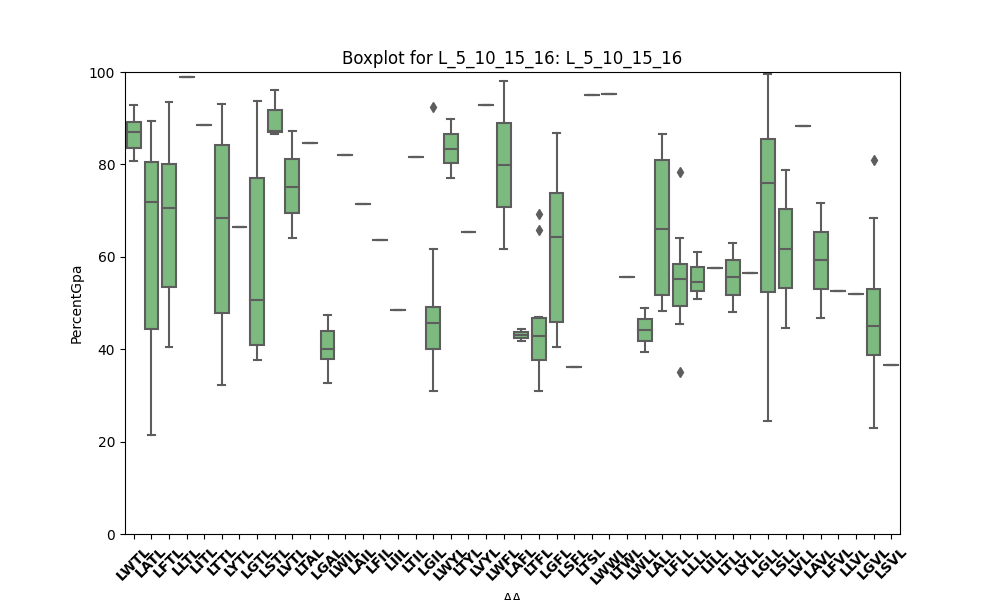 Boxplot for L_5_10_15_16: L_5_10_15_16
100
80
60
40
20
0
PercentGpa
LWTL LATL LFTL LLTL LITL LTTL LYTL LGTL LSTL LVTL LTAL LGAL LWIL LAIL LFIL LIIL LTIL LGIL LWYL LTYL LVYL LWFL LAFL LTFL LGFL LSFL LTSL LWWL LTWL LWLL LALL LFLL LLLL LILL LTLL LYLL LGLL LSLL LVLL LAVL LFVL LLVL LGVL LSVL
AA